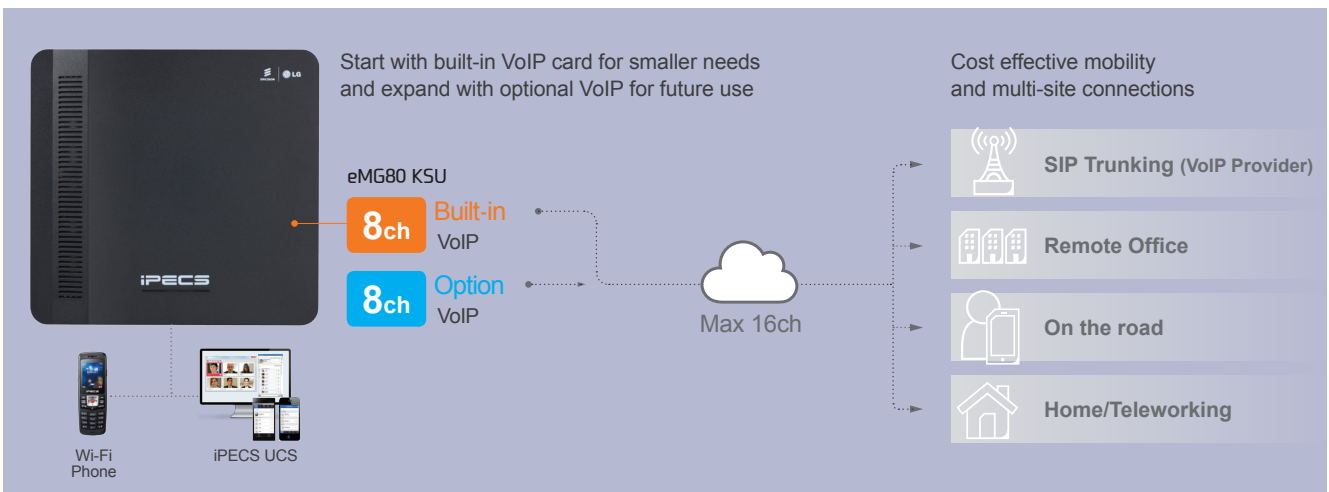 Start with built-in VoIP card for smaller needs
and expand with optional VoIP for future use
Cost effective mobility
and multi-site connections
ERICSSON LG
eMG80 KSU
8ch Built-in
VoIP
8ch Option
VoIP
iPECS
Max 16ch
SIP Trunking (VoIP Provider)
Remote Office
On the road
Home/Teleworking
Wi-Fi
Phone
iPECS UCS